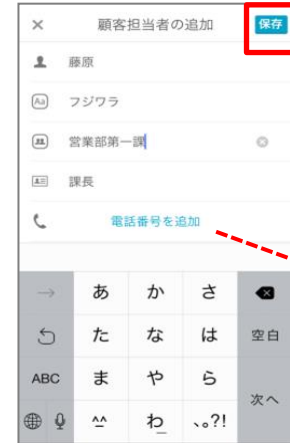 × 顧客担当者の追加 保存
藤原
Aa フジワラ
営業部第一課
課長
電話番号を追加
→ あ か さ
た な は 空白
ABC ま や ら 次へ
^^ わ_ 、。?!